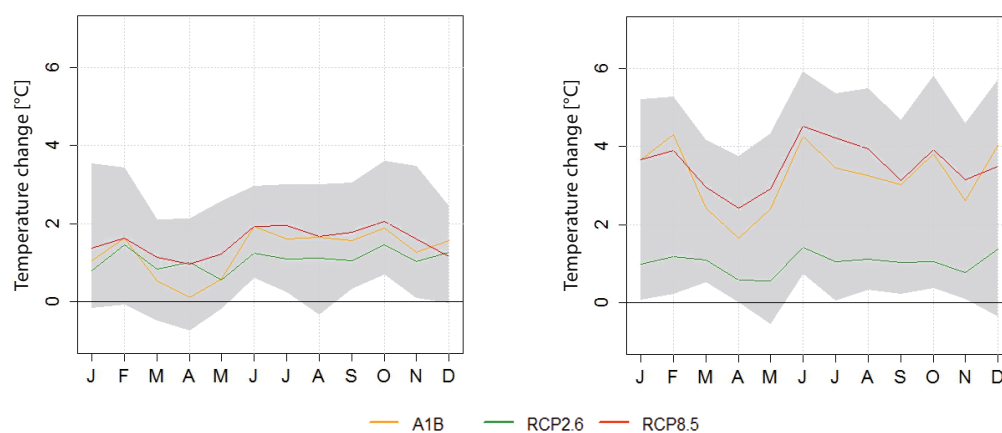 Temperature change [°C]
6
4
2
0
J F M A M J J A S O N D
Temperature change [°C]
6
4
2
0
J F M A M J J A S O N D
A1B RCP2.6 RCP8.5